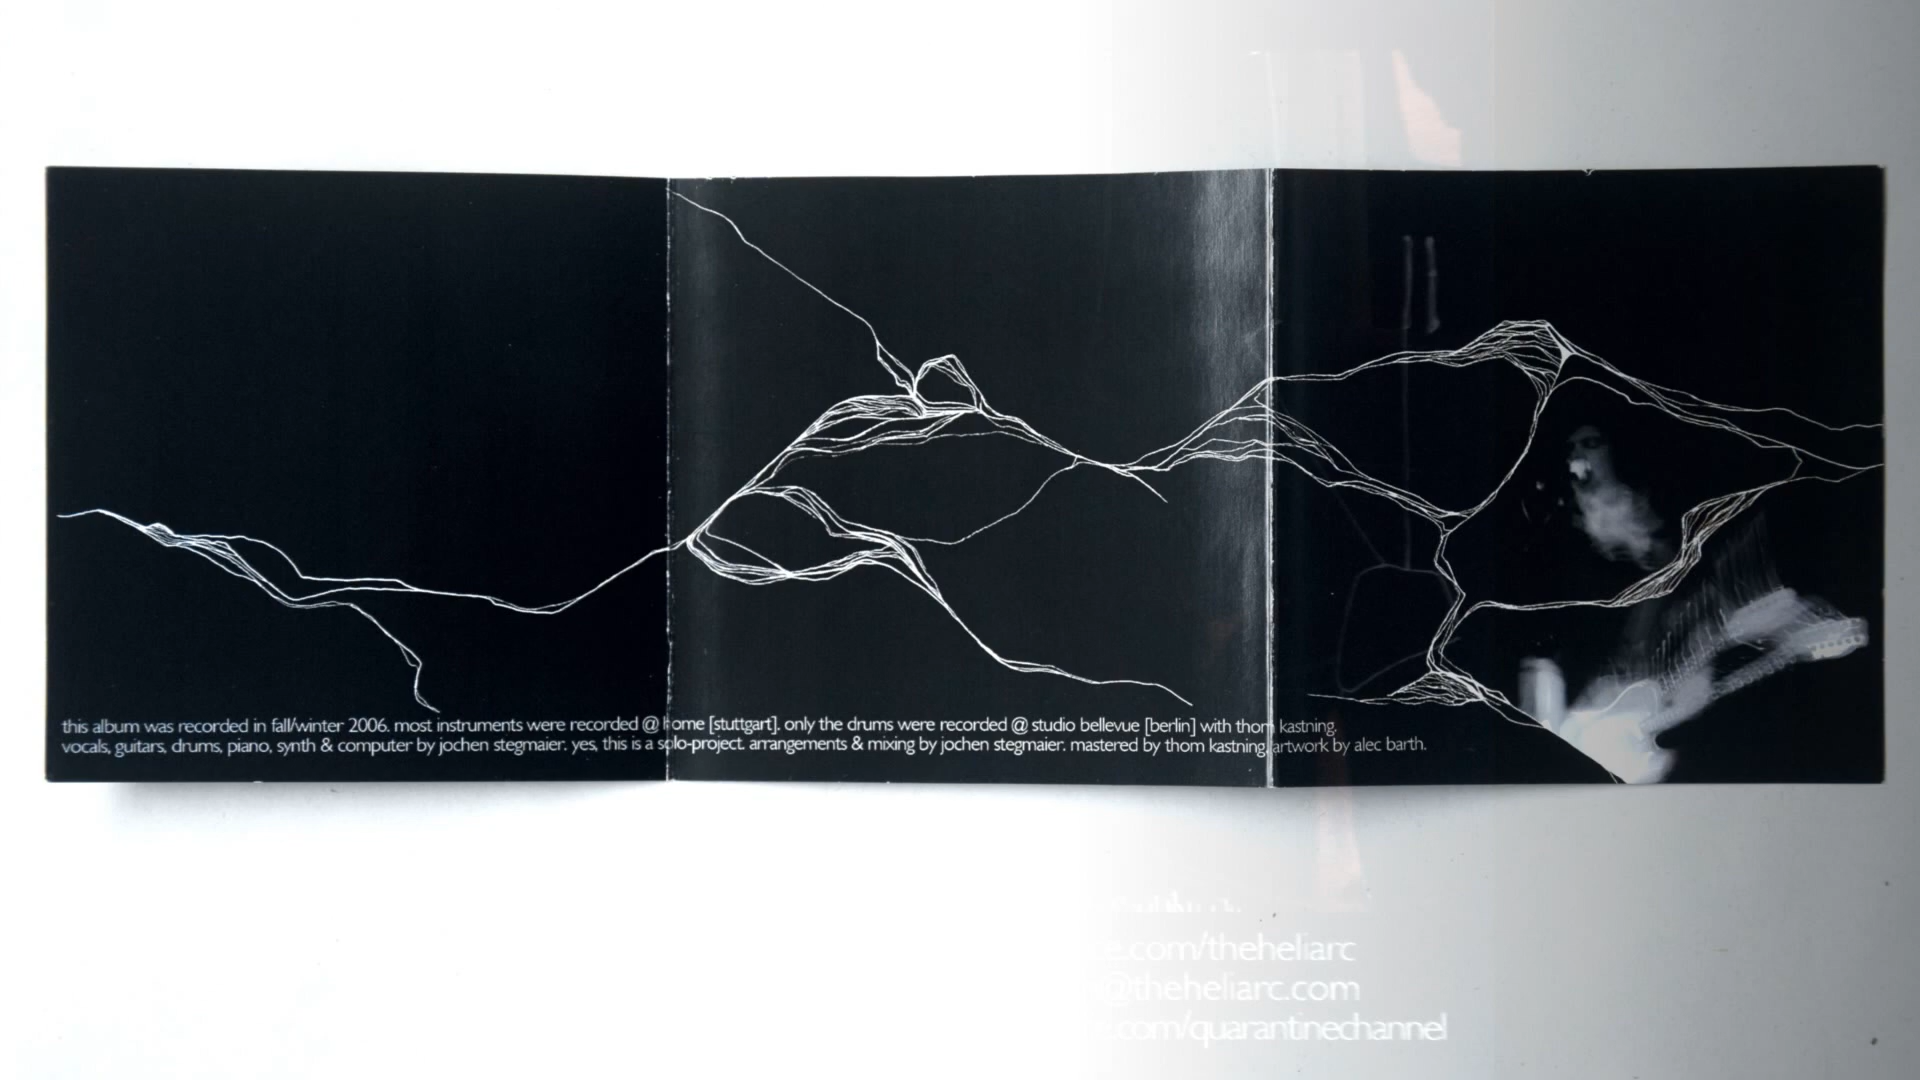 this album was recorded in fall/winter 2006. most instruments were recorded @ home [stuttgart]. only the drums were recorded @ studio bellevue [berlin] with thom kastning.
vocals, guitars, drums, piano, synth & computer by jochen stegmaier. yes, this is a solo-project. arrangements & mixing by jochen stegmaier. mastered by thom kastning. artwork by alec barth.
e.com/theheliarc
@theheliarc.com
e.com/quarantinechannel